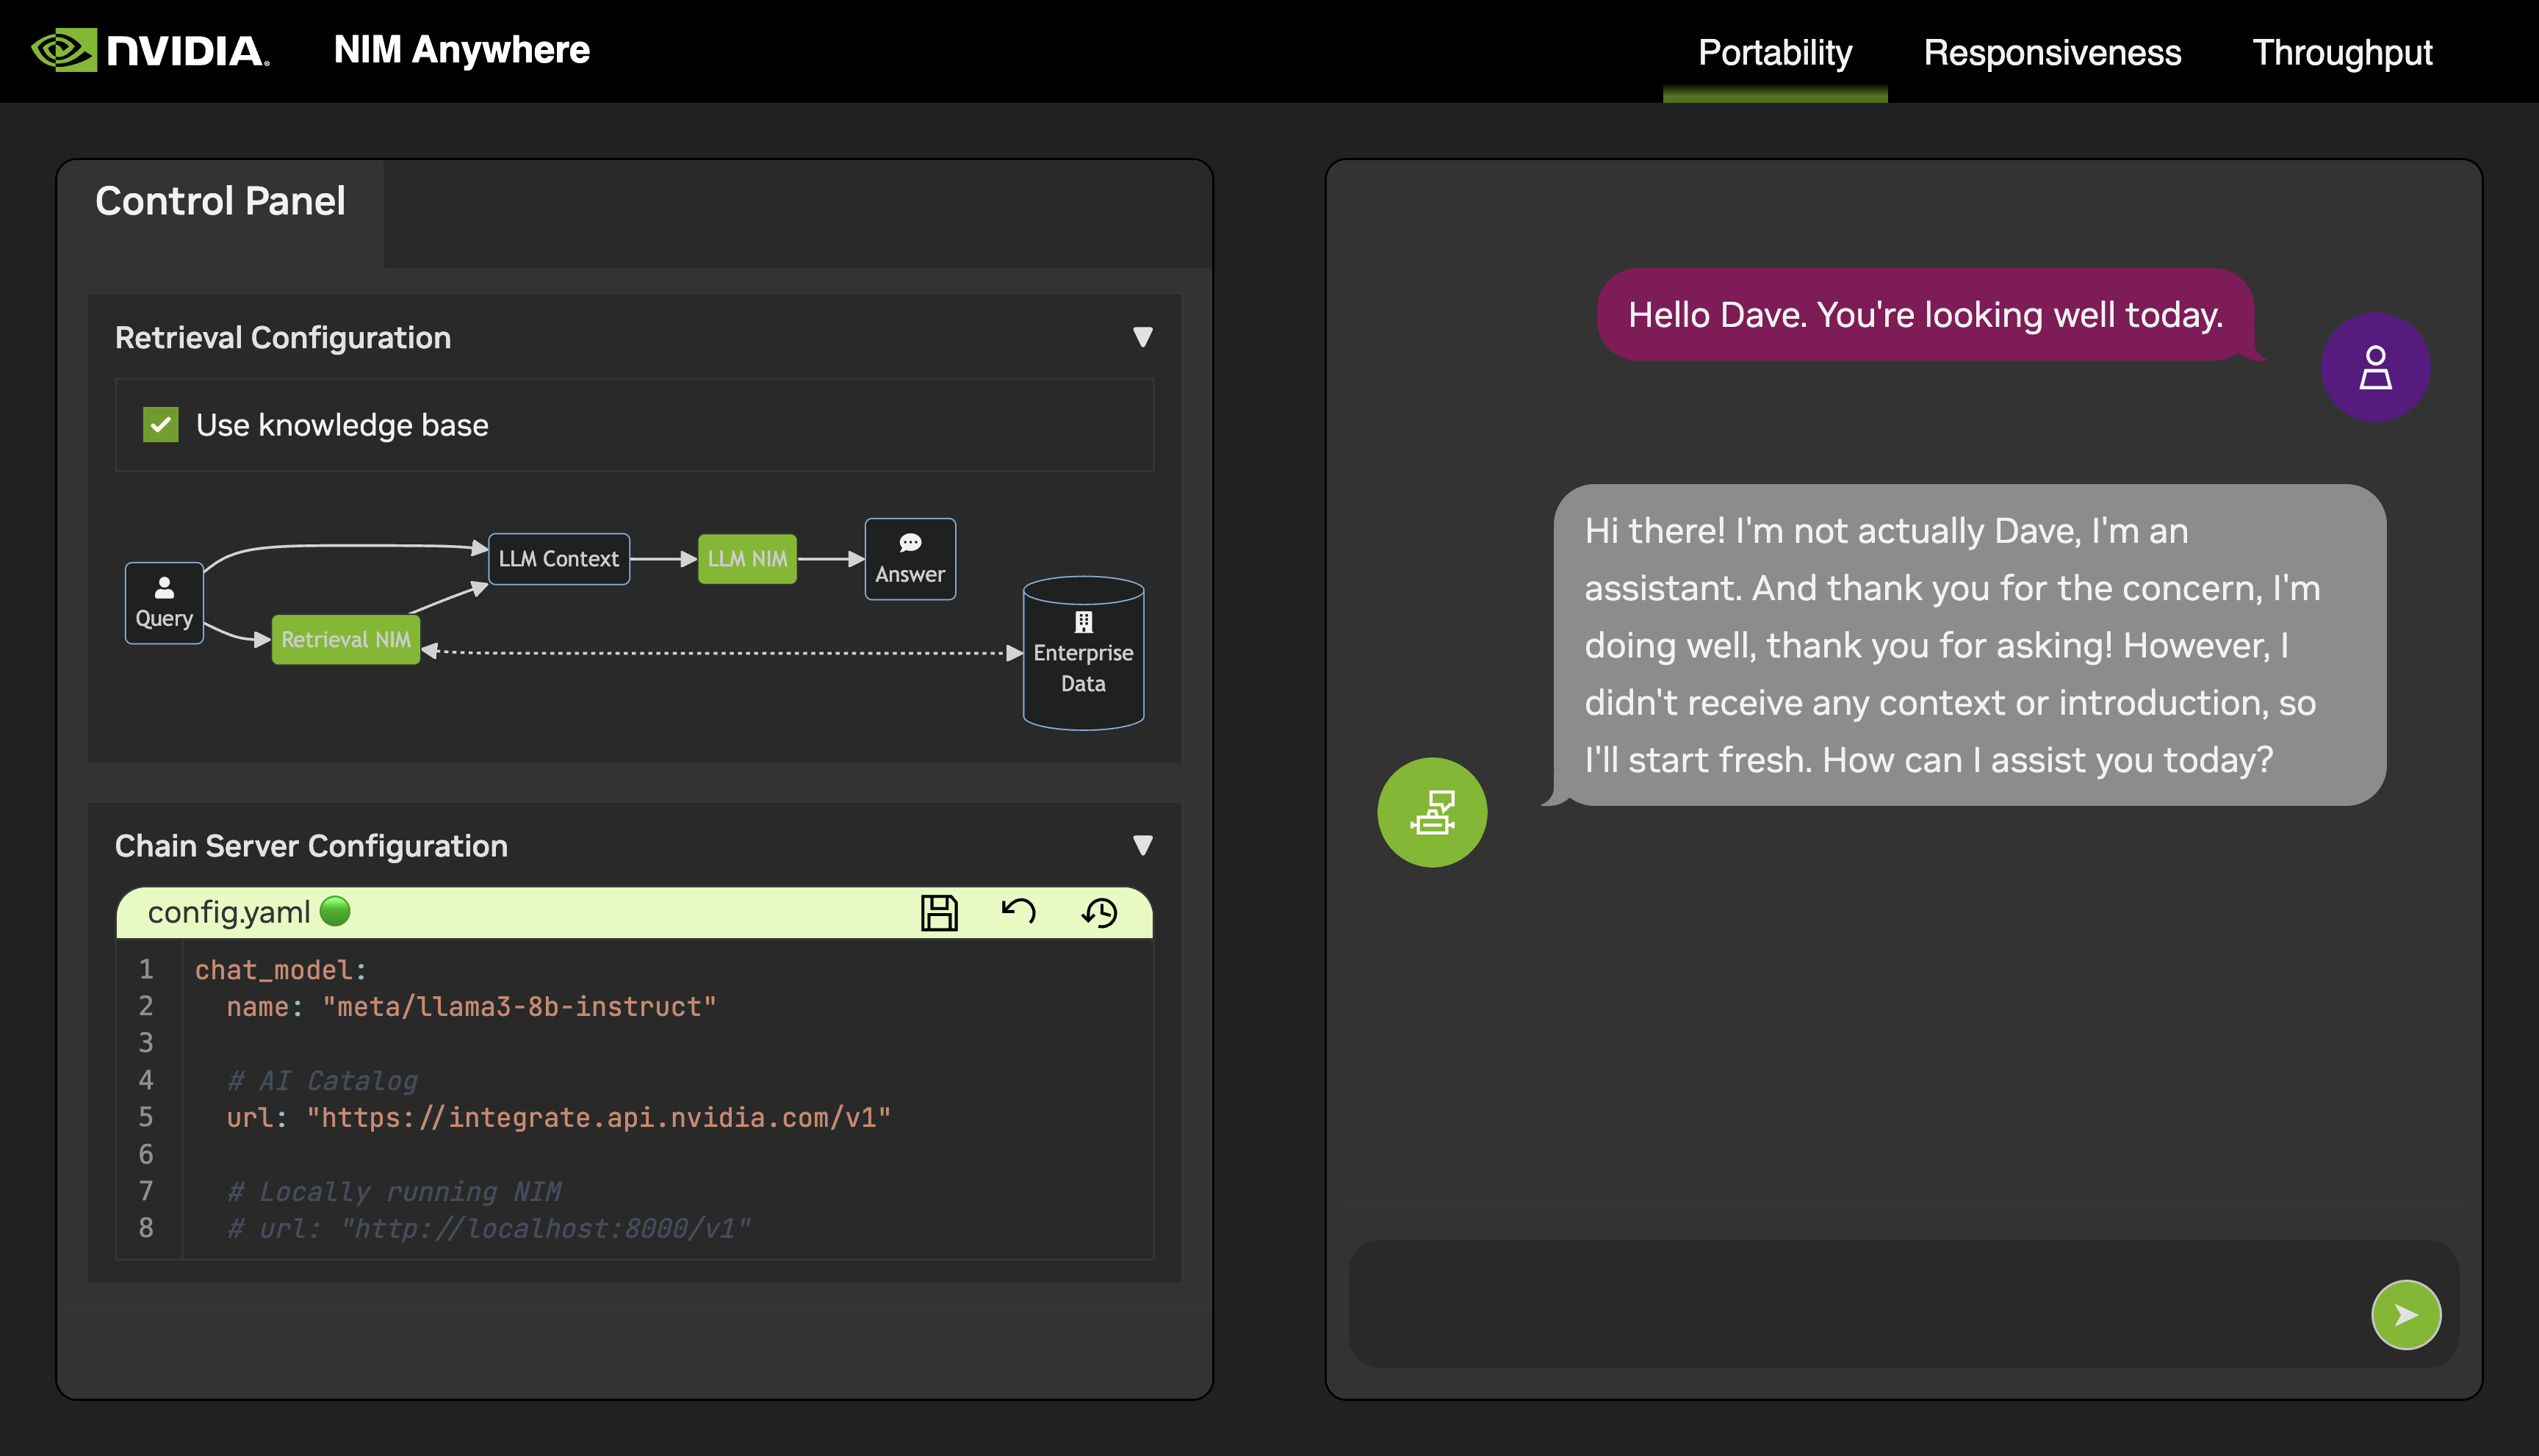 NVIDIA.
NIM Anywhere
Portability
Responsiveness
Throughput
Control Panel
Retrieval Configuration
Use knowledge base
Query
Retrieval NIM
LLM Context
LLM NIM
Answer
Enterprise
Data
Chain Server Configuration
config.yaml
1 chat_model:
2 name: "meta/llama3-8b-instruct"
3
4 # AI Catalog
5 url: "https://integrate.api.nvidia.com/v1"
6
7 # Locally running NIM
8 # url: "http://localhost:8000/v1"
Hello Dave. You're looking well today.
Hi there! I'm not actually Dave, I'm an
assistant. And thank you for the concern, I'm
doing well, thank you for asking! However, I
didn't receive any context or introduction, so
I'll start fresh. How can I assist you today?